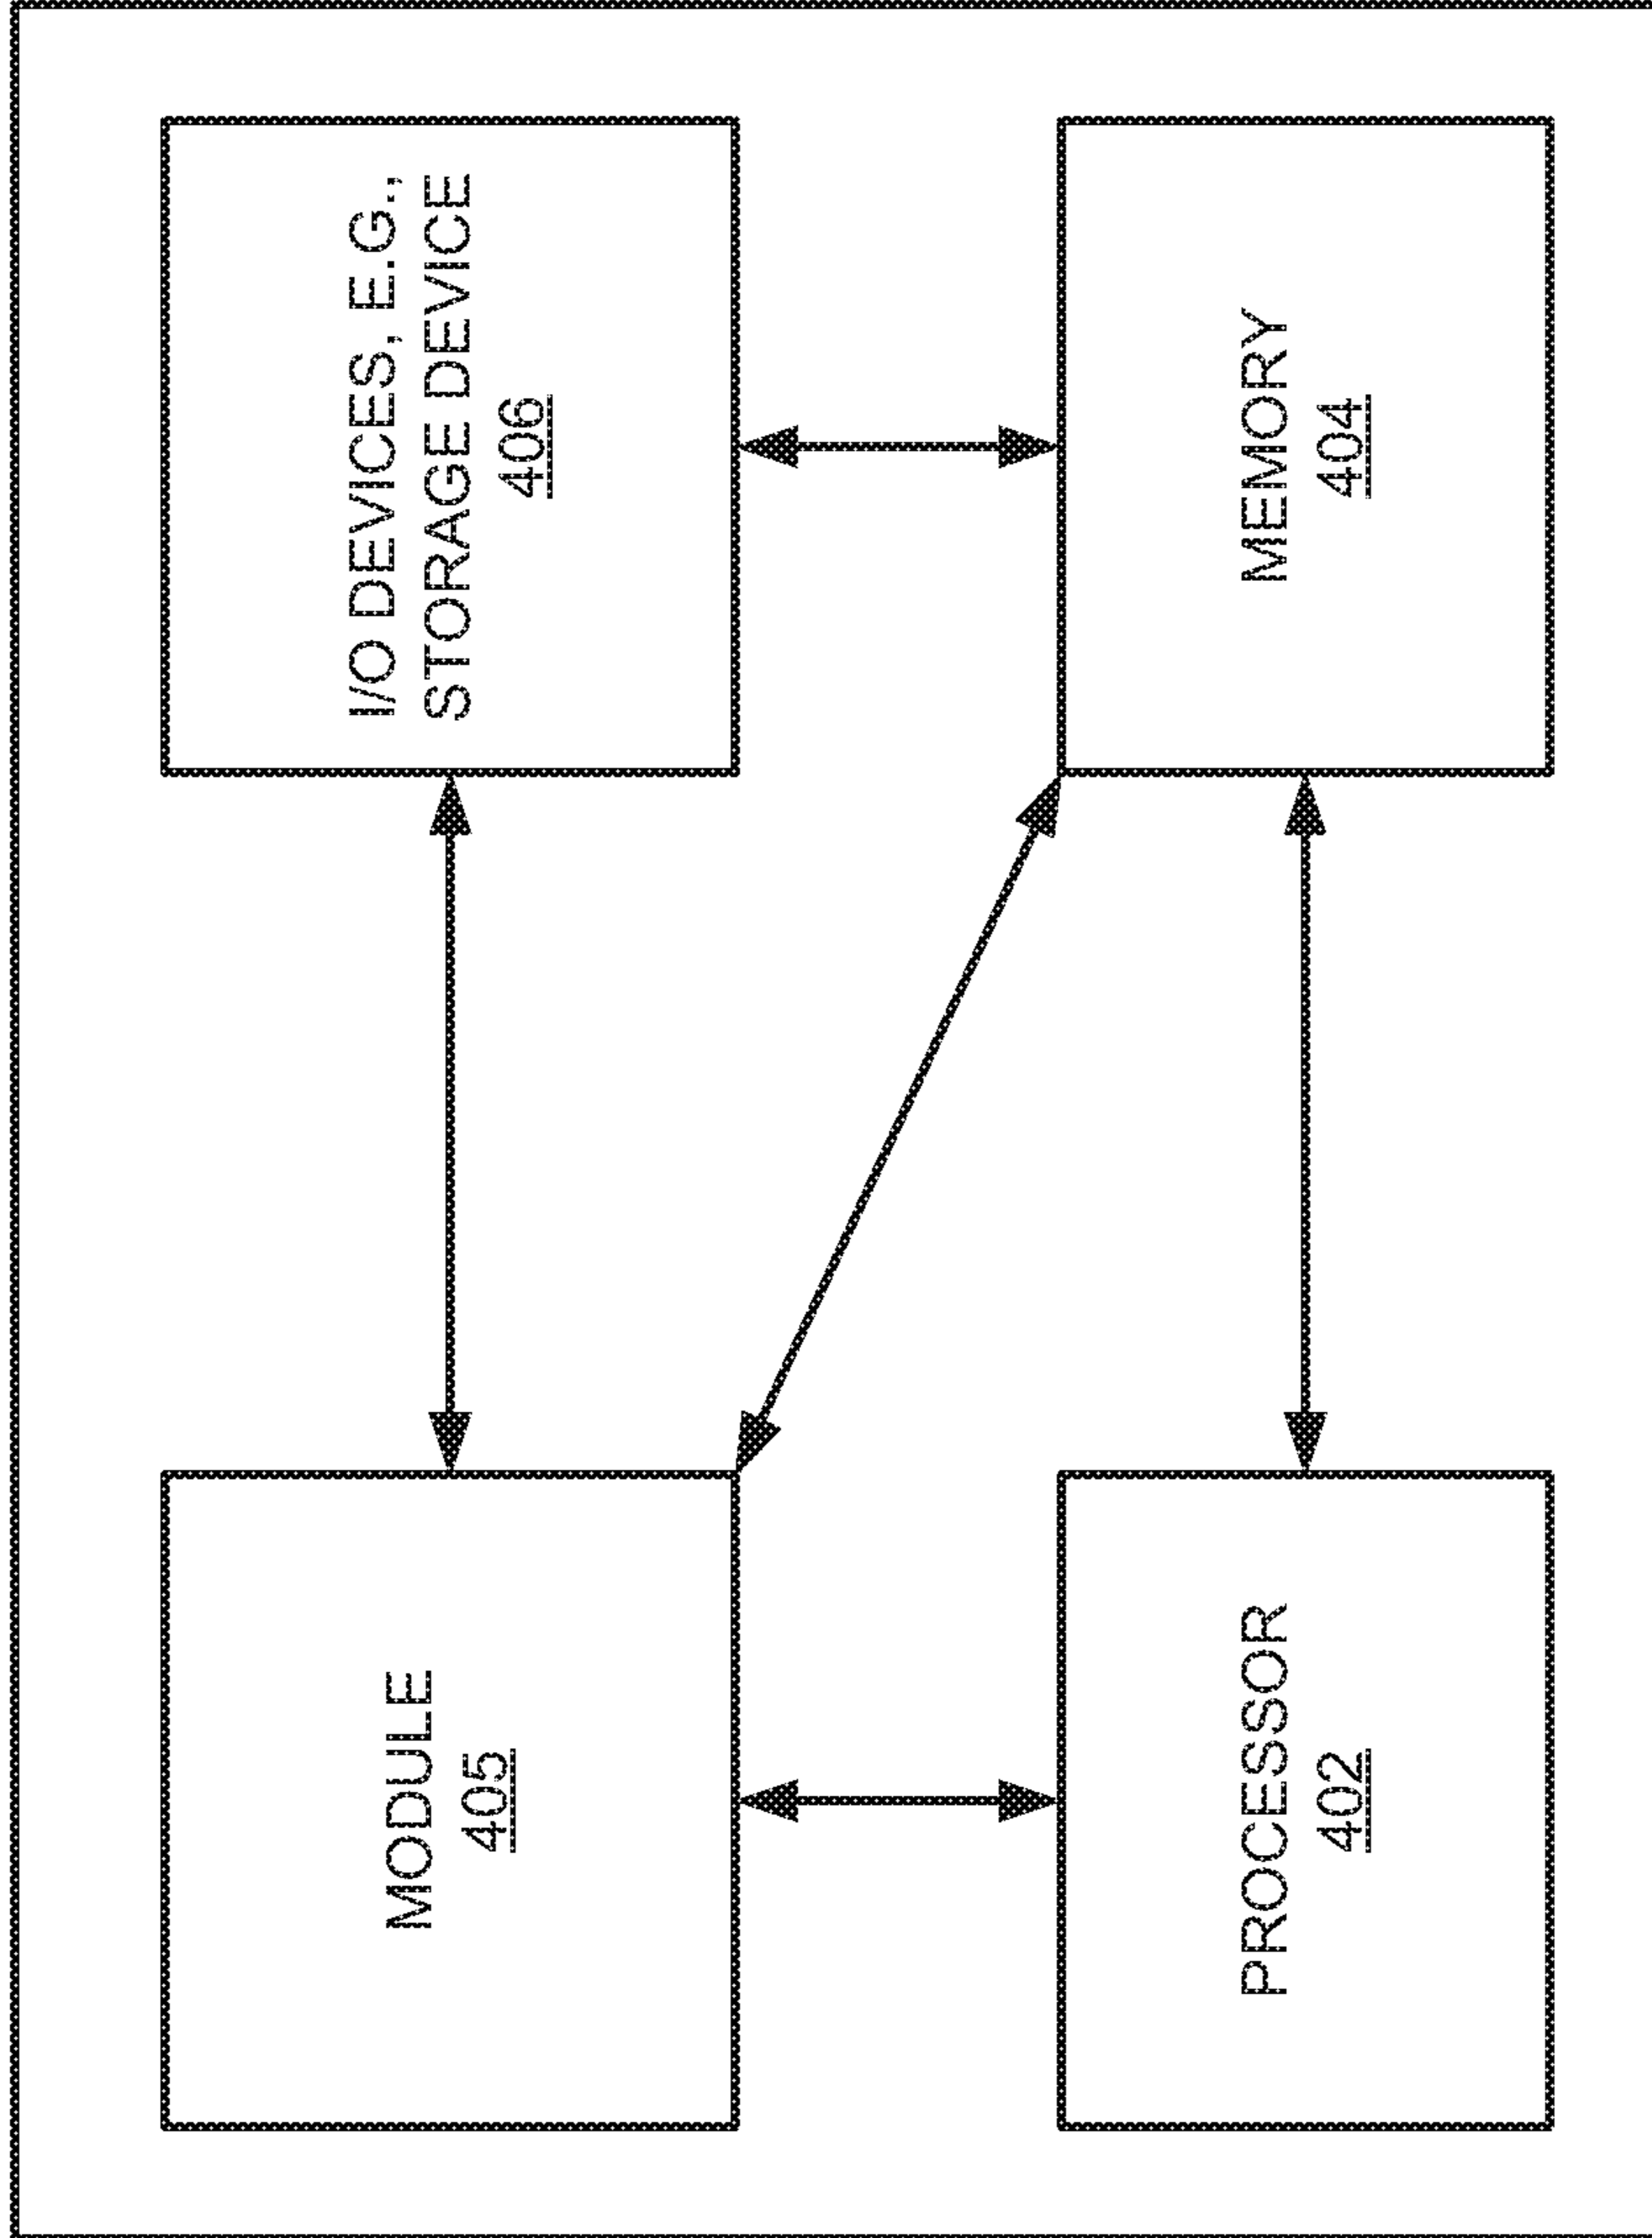 MODULE
405
I/O DEVICES, E.G.,
STORAGE DEVICE
406
PROCESSOR
402
MEMORY
404